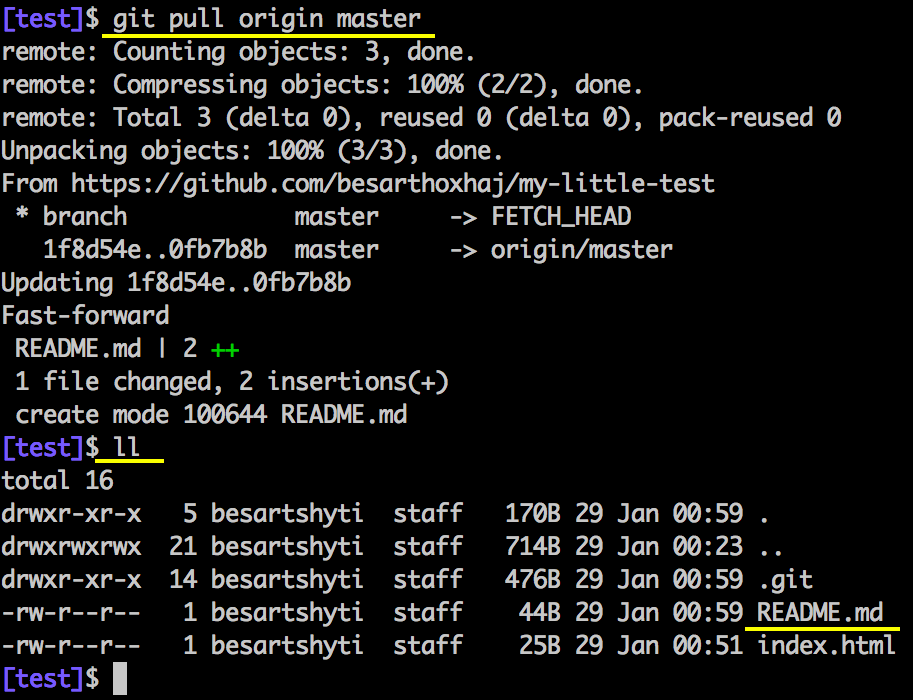 [test]$ git pull origin master
remote: Counting objects: 3, done.
remote: Compressing objects: 100% (2/2), done.
remote: Total 3 (delta 0), reused 0 (delta 0), pack-reused 0
Unpacking objects: 100% (3/3), done.
From https://github.com/besarthoxhaj/my-little-test
 * branch            master     -> FETCH_HEAD
   1f8d54e..0fb7b8b  master     -> origin/master
Updating 1f8d54e..0fb7b8b
Fast-forward
 README.md | 2 ++
 1 file changed, 2 insertions(+)
 create mode 100644 README.md
[test]$ ll
total 16
drwxr-xr-x   5 besartshyti  staff   170B 29 Jan 00:59 .
drwxrwxrwx  21 besartshyti  staff   714B 29 Jan 00:23 ..
drwxr-xr-x  14 besartshyti  staff   476B 29 Jan 00:59 .git
-rw-r--r--   1 besartshyti  staff    44B 29 Jan 00:59 README.md
-rw-r--r--   1 besartshyti  staff    25B 29 Jan 00:51 index.html
[test]$